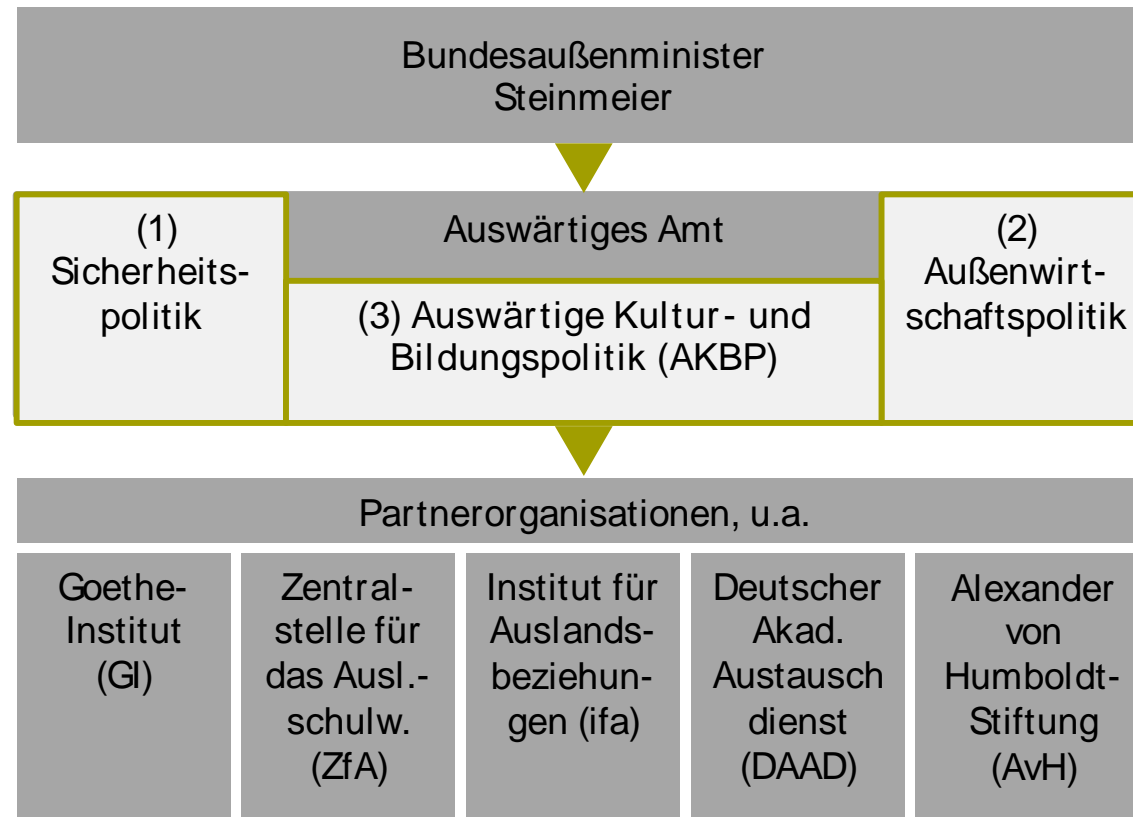 Bundesaußenminister
Steinmeier
(1)
Sicherheits-
politik
Auswärtiges Amt
(3) Auswärtige Kultur- und
Bildungspolitik (AKBP)
(2)
Außenwirt-
schaftspolitik
Partnerorganisationen, u.a.
Goethe-
Institut
(GI)
Zentral-
stelle für
das Ausl.-
schulw.
(ZfA)
Institut für
Auslands-
beziehun-
gen (ifa)
Deutscher
Akad.
Austausch
dienst
(DAAD)
Alexander
von
Humboldt-
Stiftung
(AvH)